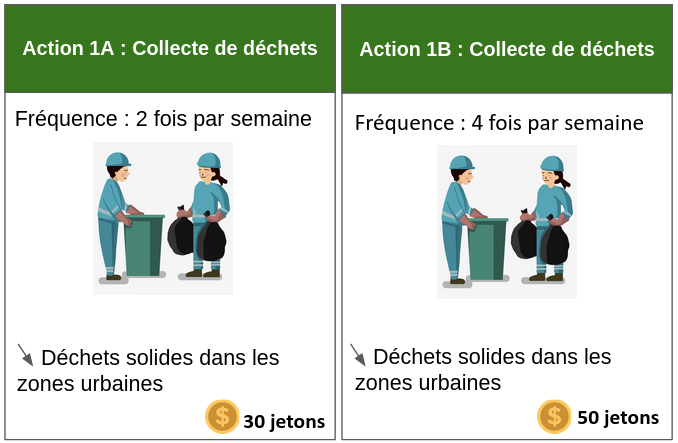 Action 1A : Collecte de déchets
Fréquence : 2 fois par semaine
Déchets solides dans les
zones urbaines
$ 30 jetons
Action 1B : Collecte de déchets
Fréquence : 4 fois par semaine
Déchets solides dans les
zones urbaines
$ 50 jetons